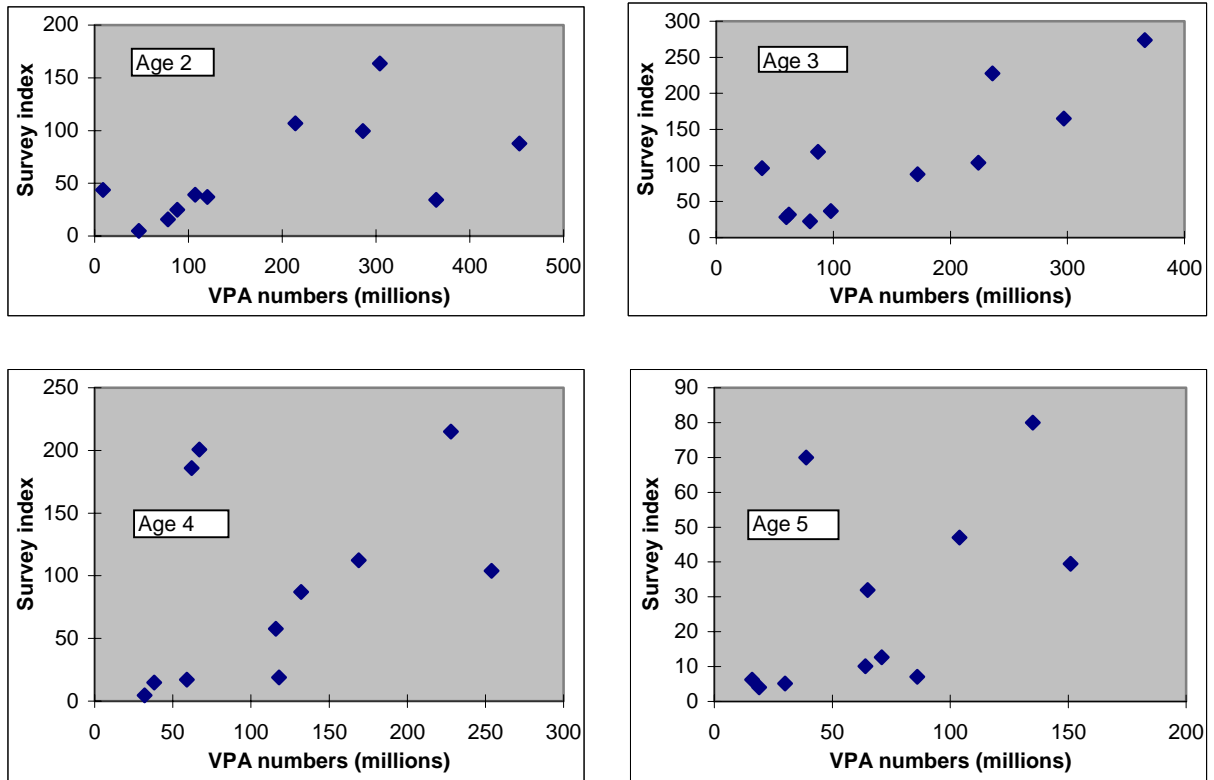 200
150
100
50
0
Survey index
Age 2
0 100 200 300 400 500
VPA numbers (millions)
300
250
200
150
100
50
0
Survey index
Age 3
0 100 200 300 400
VPA numbers (millions)
250
200
150
100
50
0
Survey index
Age 4
0 50 100 150 200 250 300
VPA numbers (millions)
90
80
70
60
50
40
30
20
10
0
Survey index
Age 5
0 50 100 150 200
VPA numbers (millions)